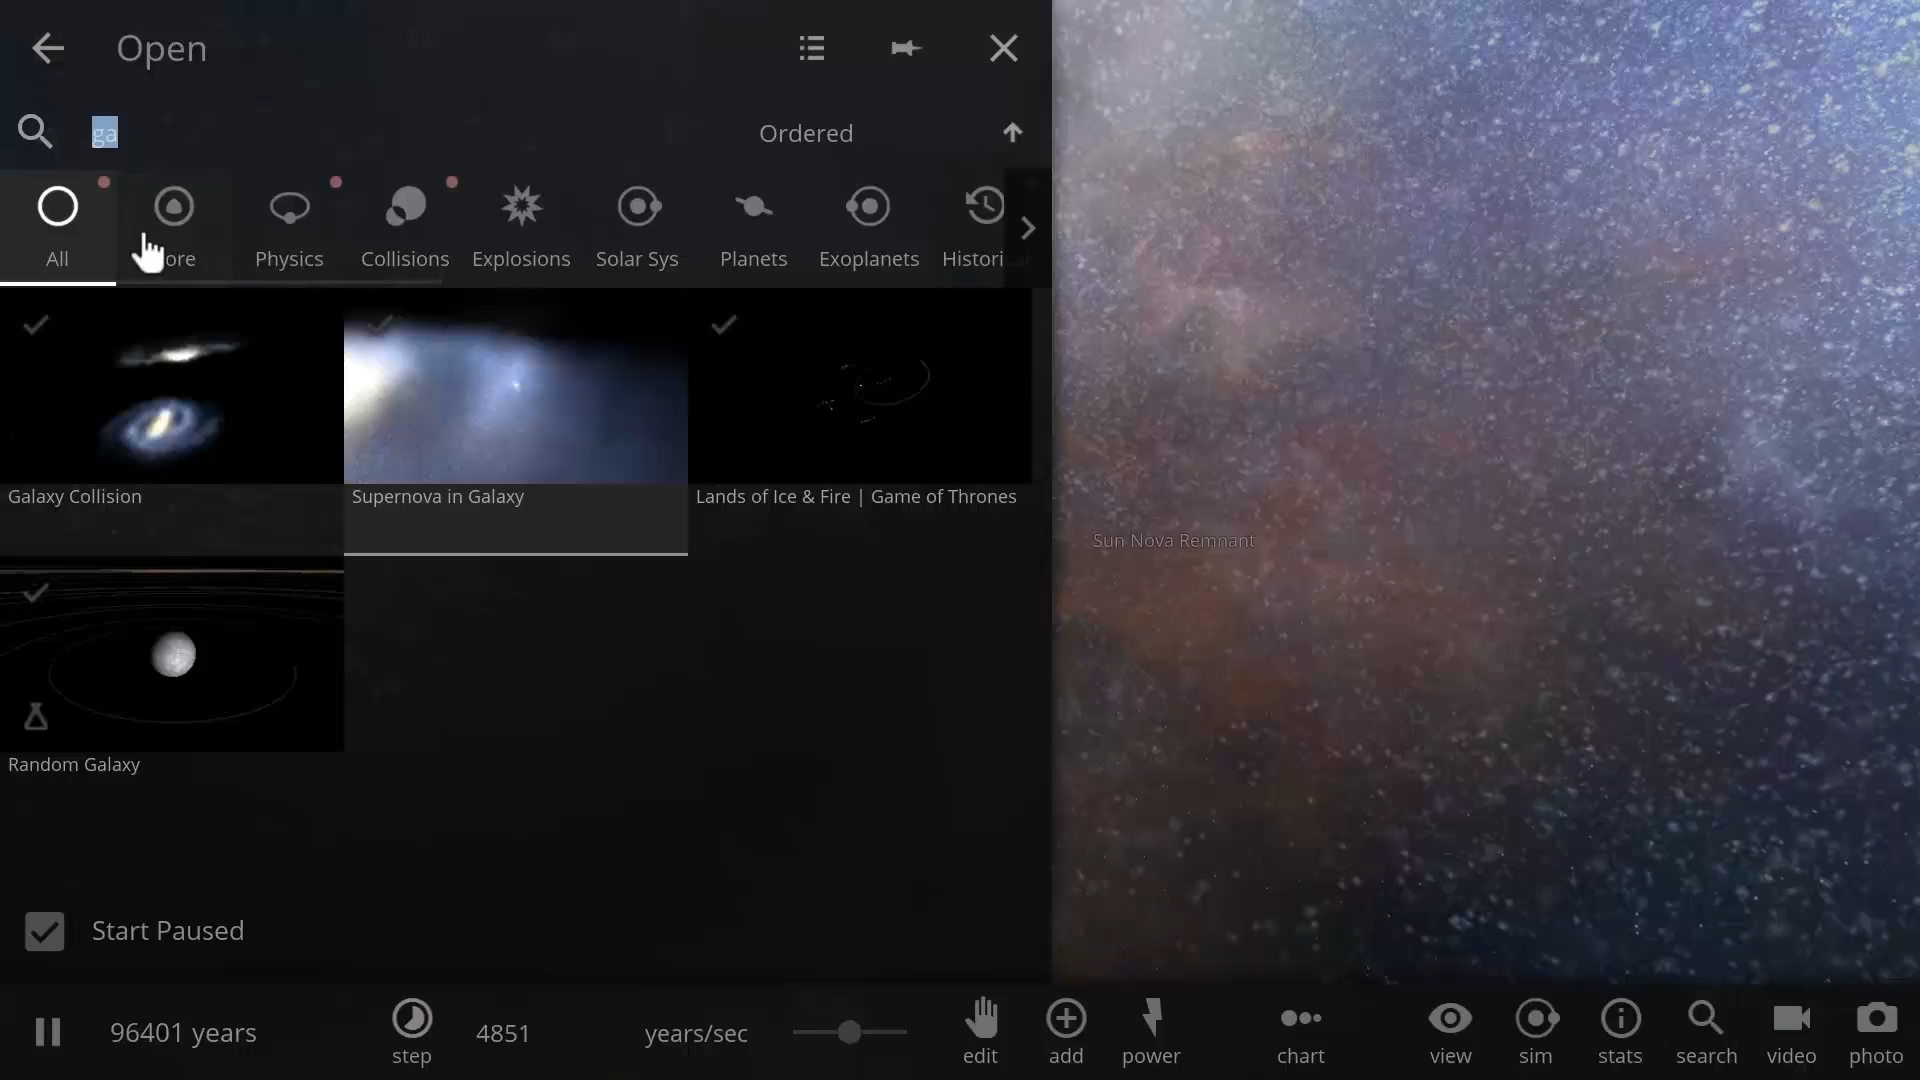 Open
ga
Ordered
All
ore
Physics
Collisions
Explosions
Solar Sys
Planets
Exoplanets
Histori
Galaxy Collision
Supernova in Galaxy
Lands of Ice & Fire | Game of Thrones
Sun Nova Remnant
Random Galaxy
Start Paused
96401 years
step
4851
years/sec
edit
add
power
chart
view
sim
stats
search
video
photo